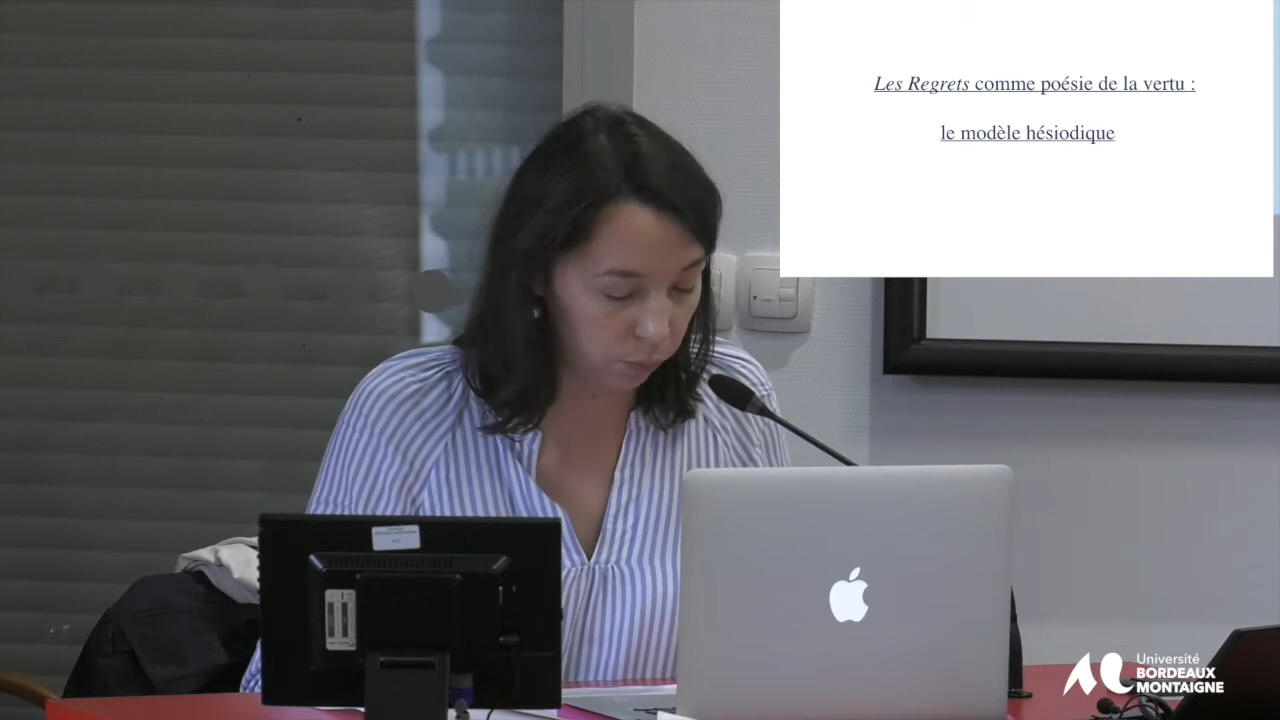 Les Regrets comme poésie de la vertu :
le modèle hésiodique
Université
BORDEAUX
MONTAIGNE